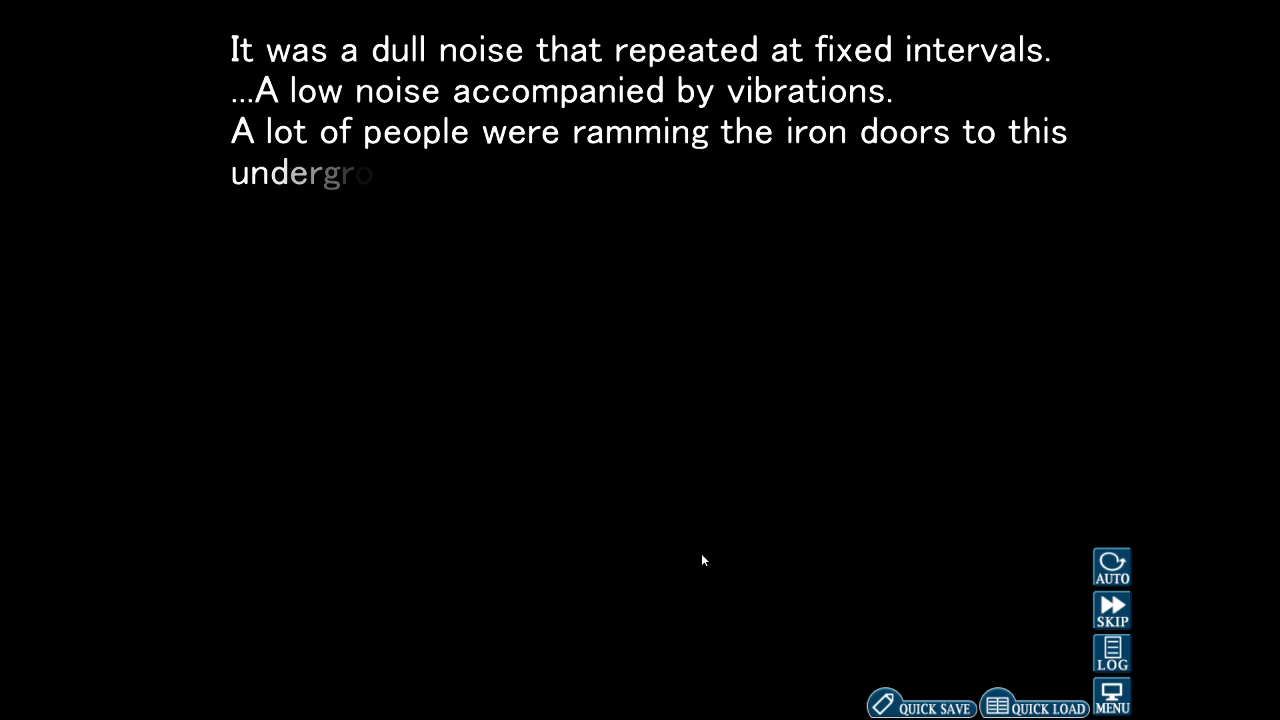 It was a dull noise that repeated at fixed intervals.
...A low noise accompanied by vibrations.
A lot of people were ramming the iron doors to this
undergro
AUTO
SKIP
LOG
MENU
QUICK SAVE
QUICK LOAD